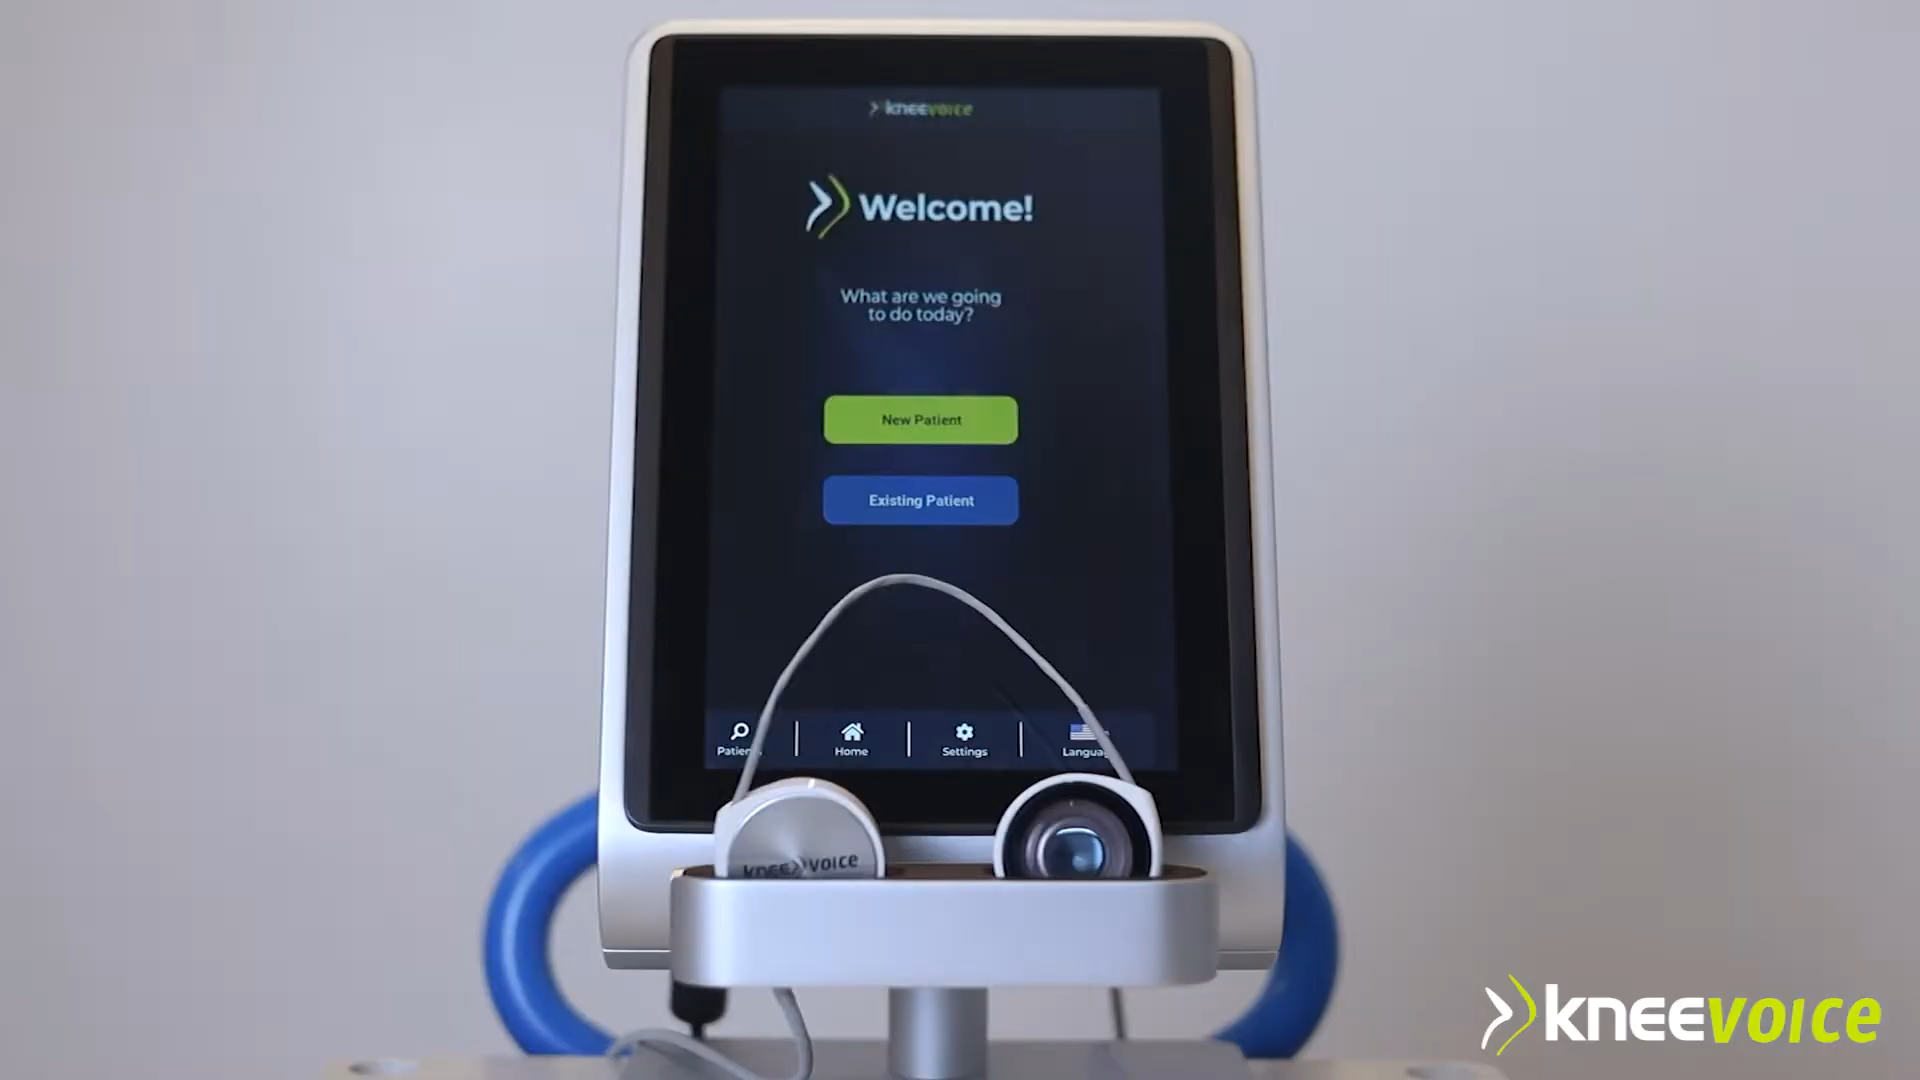 kneevoice
Welcome!
What are we going
to do today?
New Patient
Existing Patient
Home
Settings
kneevoice
kneevoice